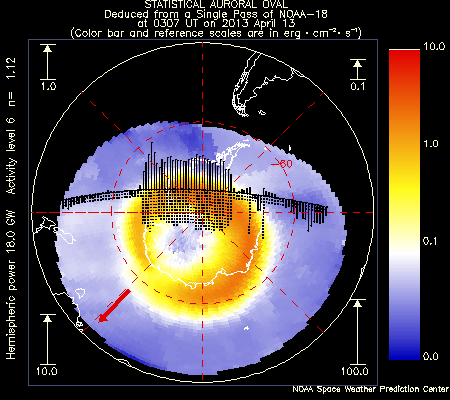 STATISTICAL AURORAL OVAL
Deduced from a Single Pass of NOAA-18
at 0307 UT on 2013 April 13
(Color bar and reference scales are in erg · cm⁻² · s⁻¹)
Hemispheric power 18.0 GW Activity level 6 n= 1.12
1.0
0.1
-60
10.0
100.0
10.0
1.0
0.1
0.0
NOAA Space Weather Prediction Center